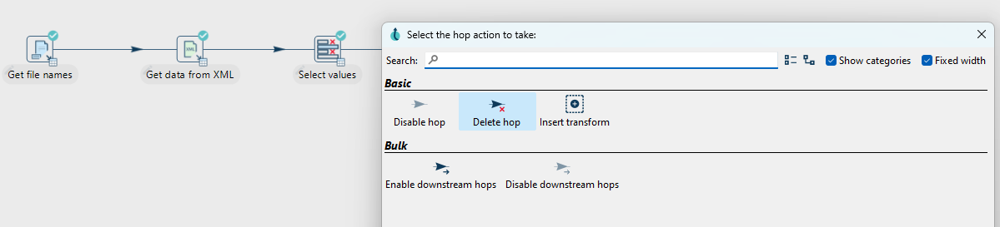 Select the hop action to take:
Search:
Show categories
Fixed width
Basic
Get file names
Get data from XML
Select values
XML
Disable hop
Delete hop
Insert transform
Bulk
Enable downstream hops
Disable downstream hops